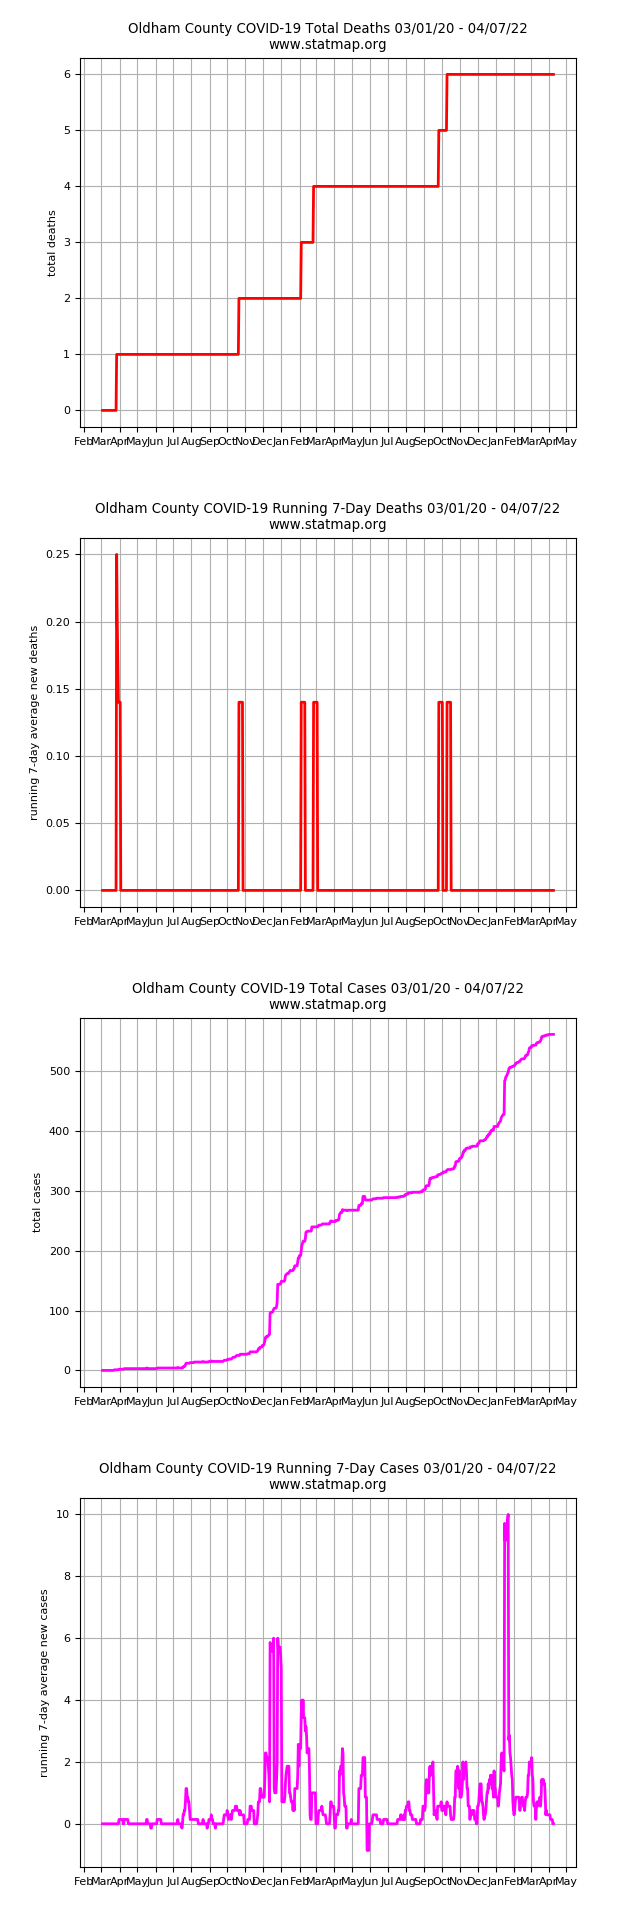 Oldham County COVID-19 Total Deaths 03/01/20 - 04/07/22
www.statmap.org
6
5
4
3
2
1
0
total deaths
Feb Mar Apr May Jun Jul Aug Sep Oct Nov Dec Jan Feb Mar Apr May Jun Jul Aug Sep Oct Nov Dec Jan Feb Mar Apr May
Oldham County COVID-19 Running 7-Day Deaths 03/01/20 - 04/07/22
www.statmap.org
0.25
0.20
0.15
0.10
0.05
0.00
running 7-day average new deaths
Feb Mar Apr May Jun Jul Aug Sep Oct Nov Dec Jan Feb Mar Apr May Jun Jul Aug Sep Oct Nov Dec Jan Feb Mar Apr May
Oldham County COVID-19 Total Cases 03/01/20 - 04/07/22
www.statmap.org
500
400
300
200
100
0
total cases
Feb Mar Apr May Jun Jul Aug Sep Oct Nov Dec Jan Feb Mar Apr May Jun Jul Aug Sep Oct Nov Dec Jan Feb Mar Apr May
Oldham County COVID-19 Running 7-Day Cases 03/01/20 - 04/07/22
www.statmap.org
10
8
6
4
2
0
running 7-day average new cases
Feb Mar Apr May Jun Jul Aug Sep Oct Nov Dec Jan Feb Mar Apr May Jun Jul Aug Sep Oct Nov Dec Jan Feb Mar Apr May